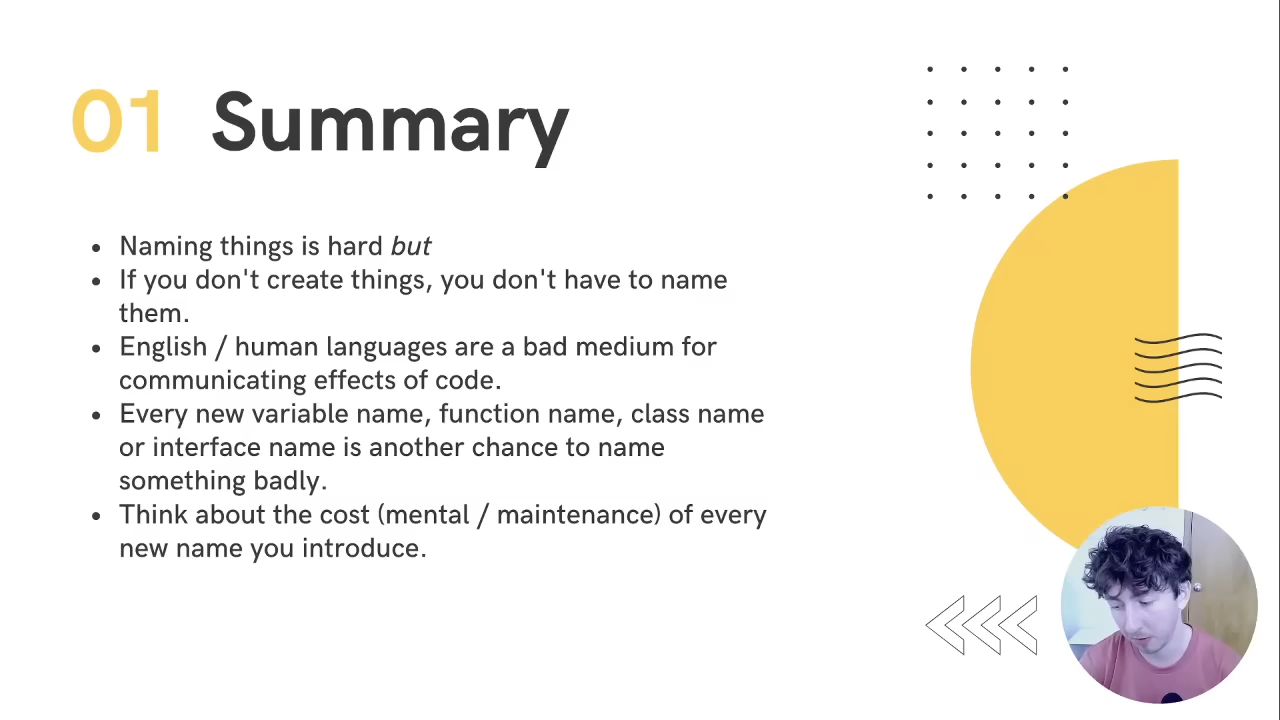 01 Summary
Naming things is hard but
If you don't create things, you don't have to name
them.
English / human languages are a bad medium for
communicating effects of code.
Every new variable name, function name, class name
or interface name is another chance to name
something badly.
Think about the cost (mental / maintenance) of every
new name you introduce.